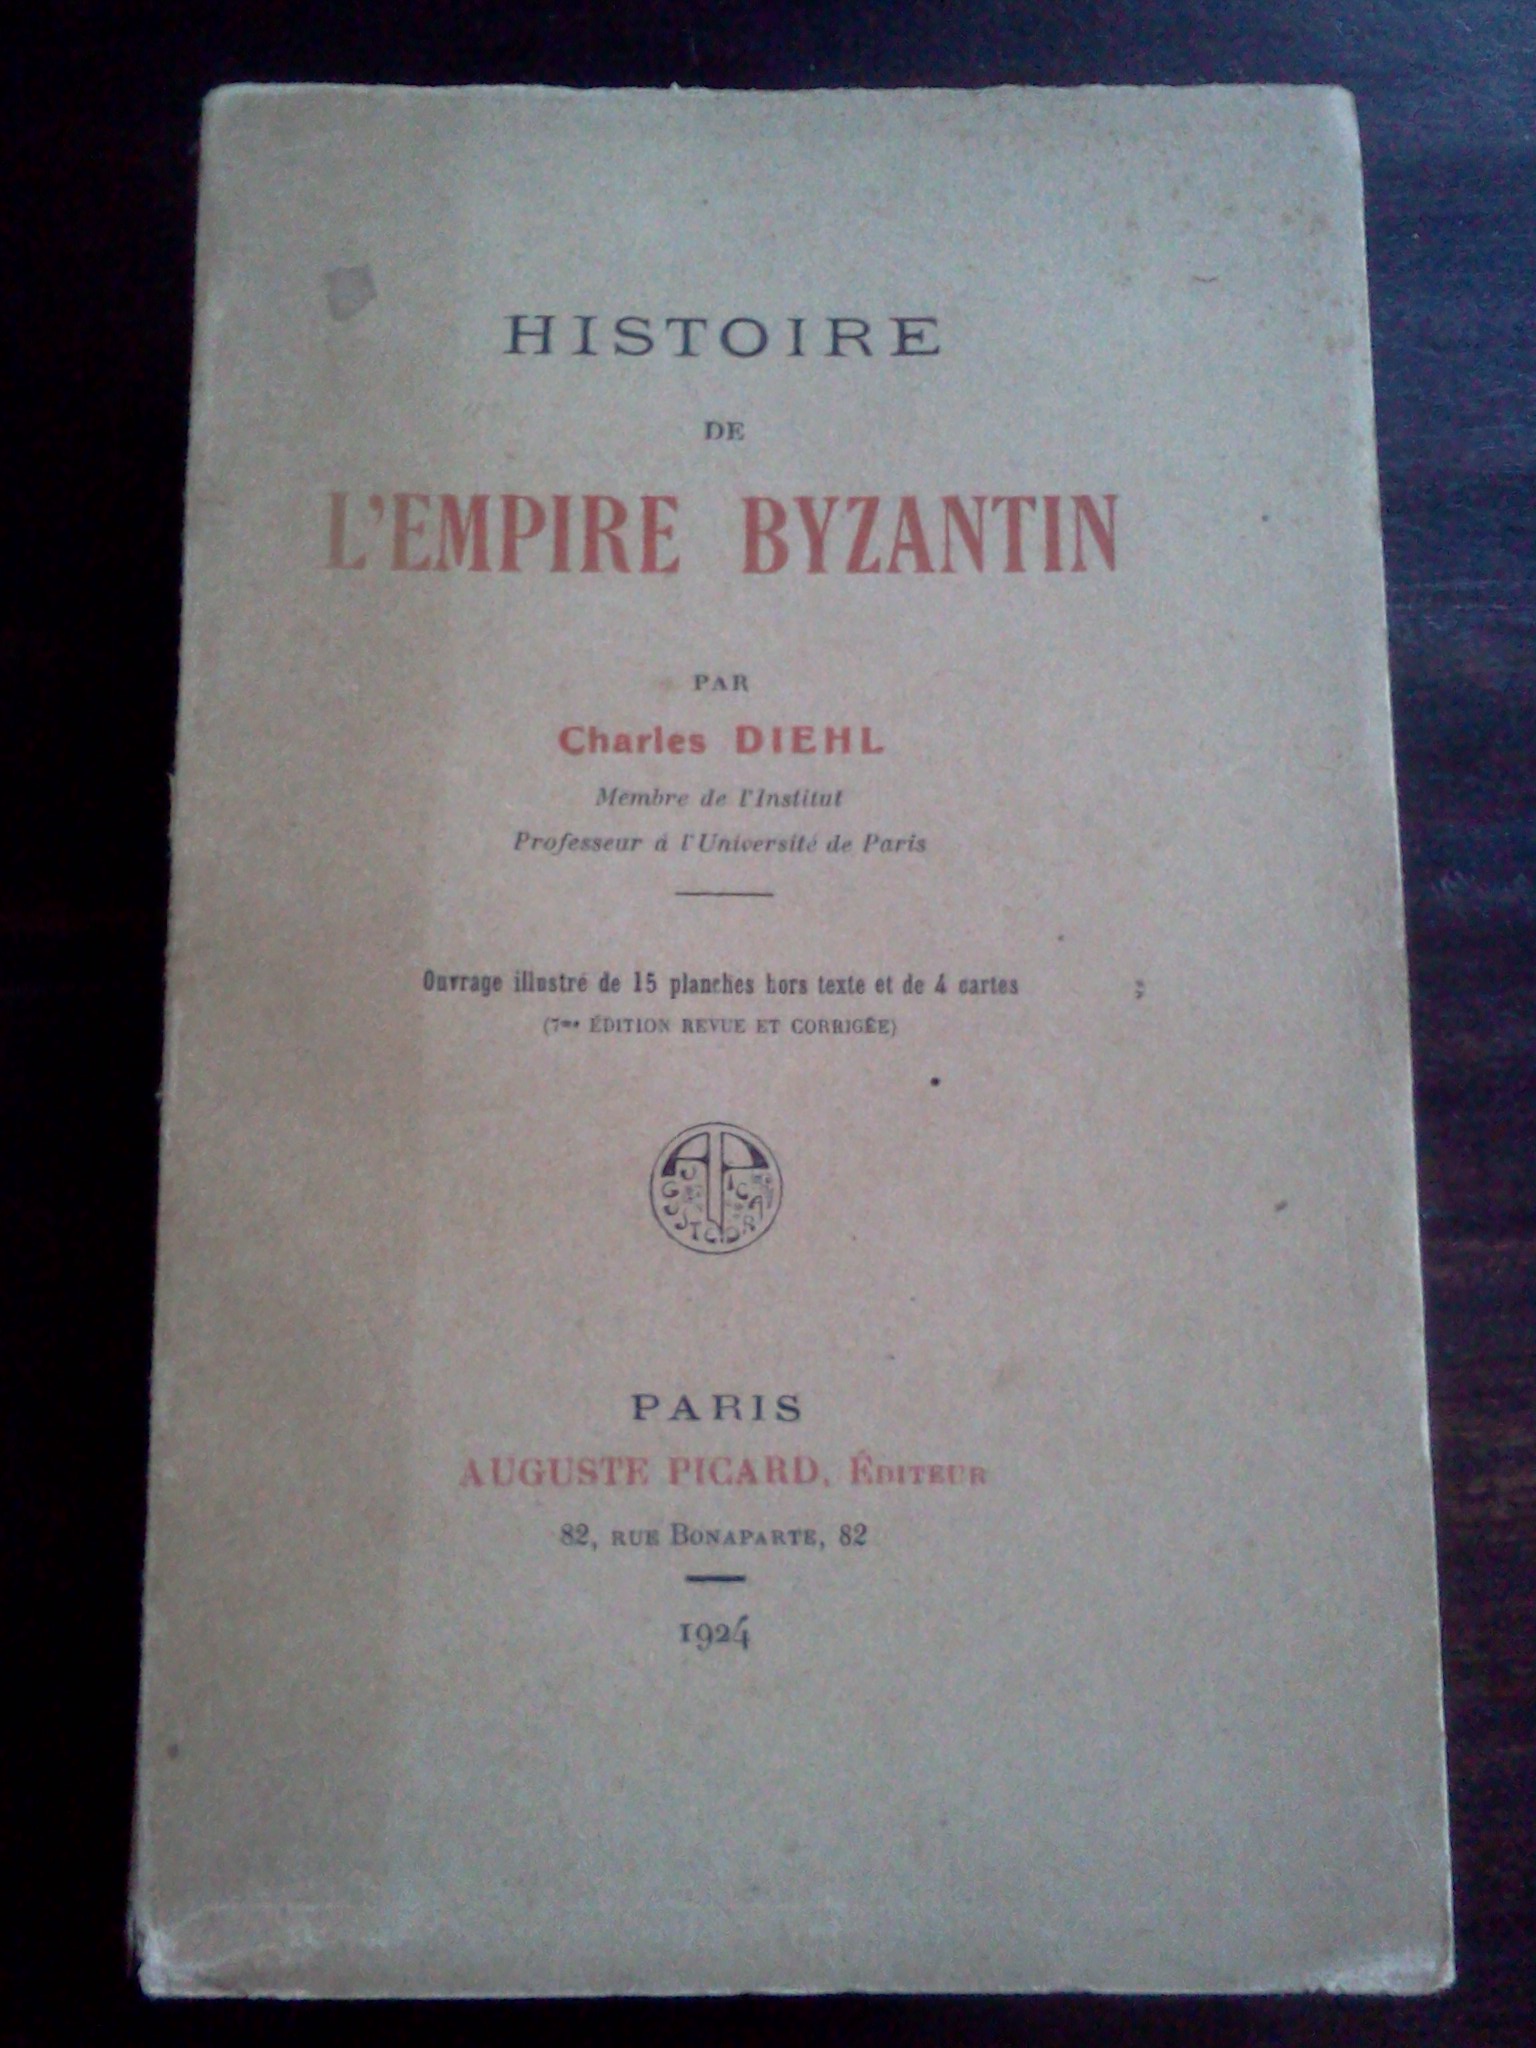 HISTOIRE
DE
L'EMPIRE BYZANTIN
PAR
Charles DIEHL
Membre de l'Institut
Professeur à l'Université de Paris
Ouvrage illustré de 15 planches hors texte et de 4 cartes
(7me ÉDITION REVUE ET CORRIGÉE)
AUGUSTE PICARD
PARIS
AUGUSTE PICARD, ÉDITEUR
82, RUE BONAPARTE, 82
1924